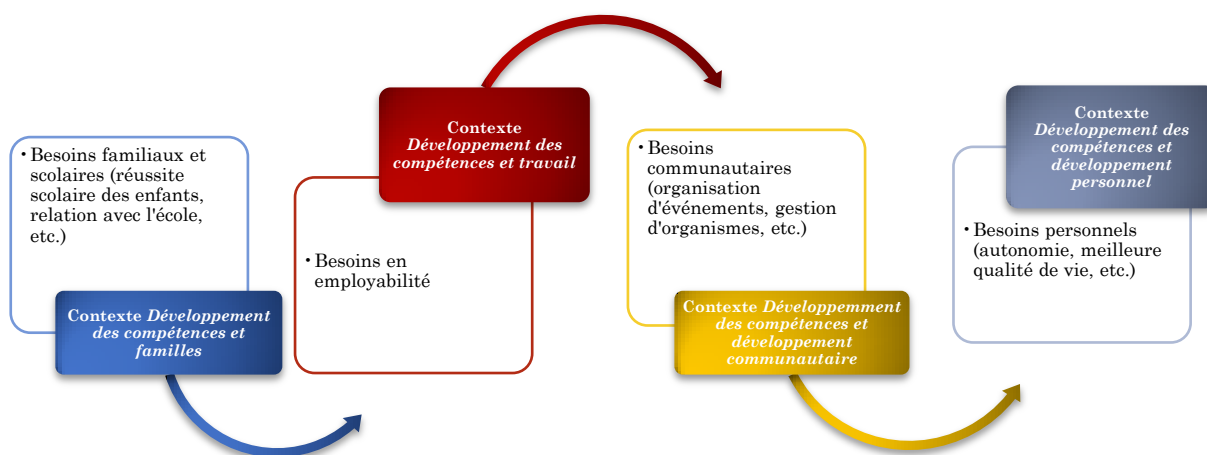 • Besoins familiaux et
scolaires (réussite
scolaire des enfants,
relation avec l'école,
etc.)
Contexte Développement
des compétences et
familles
Contexte
Développement des
compétences et travail
• Besoins en
employabilité
• Besoins
communautaires
(organisation
d'événements, gestion
d'organismes, etc.)
Contexte Développemment
des compétences et
développement
communautaire
Contexte
Développement des
compétences et
développement
personnel
• Besoins personnels
(autonomie, meilleure
qualité de vie, etc.)